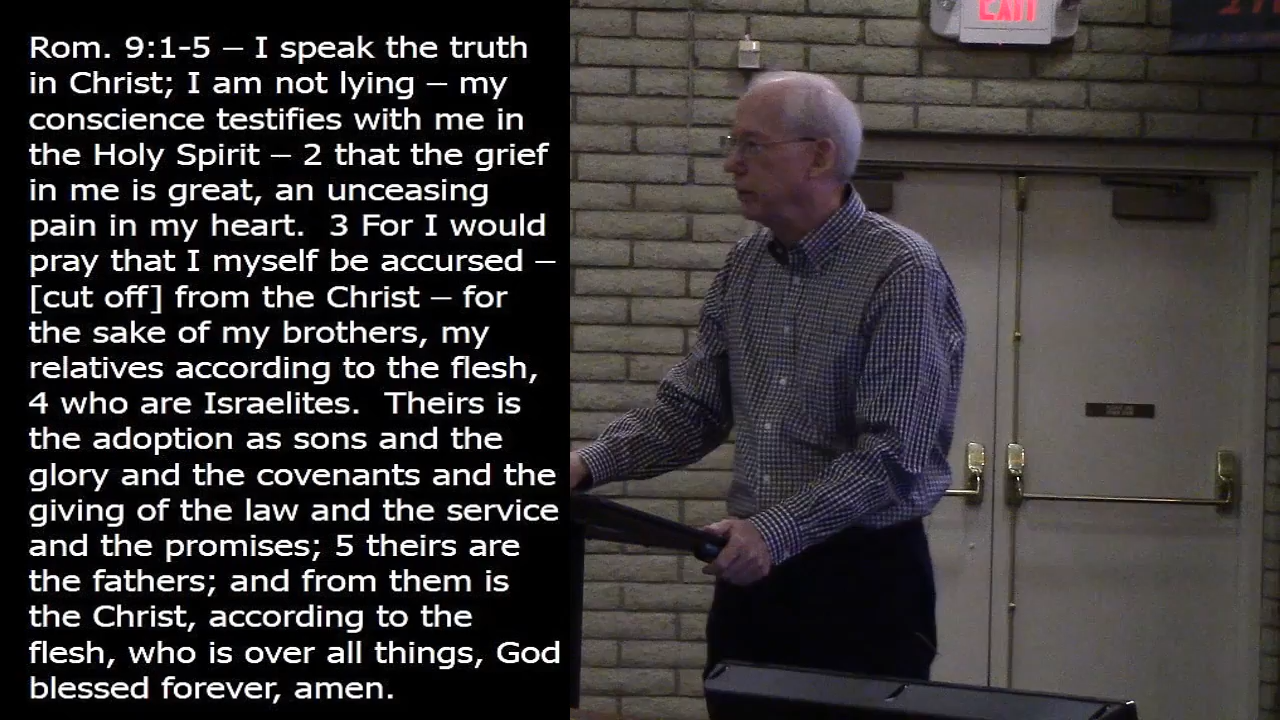 Rom. 9:1-5 – I speak the truth
in Christ; I am not lying – my
conscience testifies with me in
the Holy Spirit – 2 that the grief
in me is great, an unceasing
pain in my heart.  3 For I would
pray that I myself be accursed –
[cut off] from the Christ – for
the sake of my brothers, my
relatives according to the flesh,
4 who are Israelites.  Theirs is
the adoption as sons and the
glory and the covenants and the
giving of the law and the service
and the promises; 5 theirs are
the fathers; and from them is
the Christ, according to the
flesh, who is over all things, God
blessed forever, amen.
EXIT